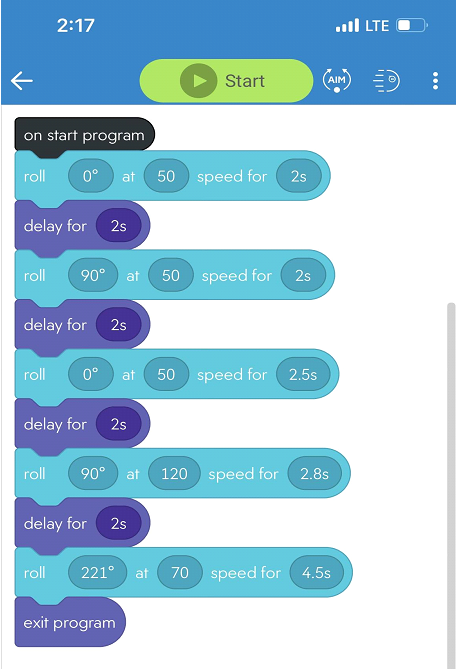 2:17 LTE
AIM
Start
on start program
roll 0° at 50 speed for 2s
delay for 2s
roll 90° at 50 speed for 2s
delay for 2s
roll 0° at 50 speed for 2.5s
delay for 2s
roll 90° at 120 speed for 2.8s
delay for 2s
roll 221° at 70 speed for 4.5s
exit program